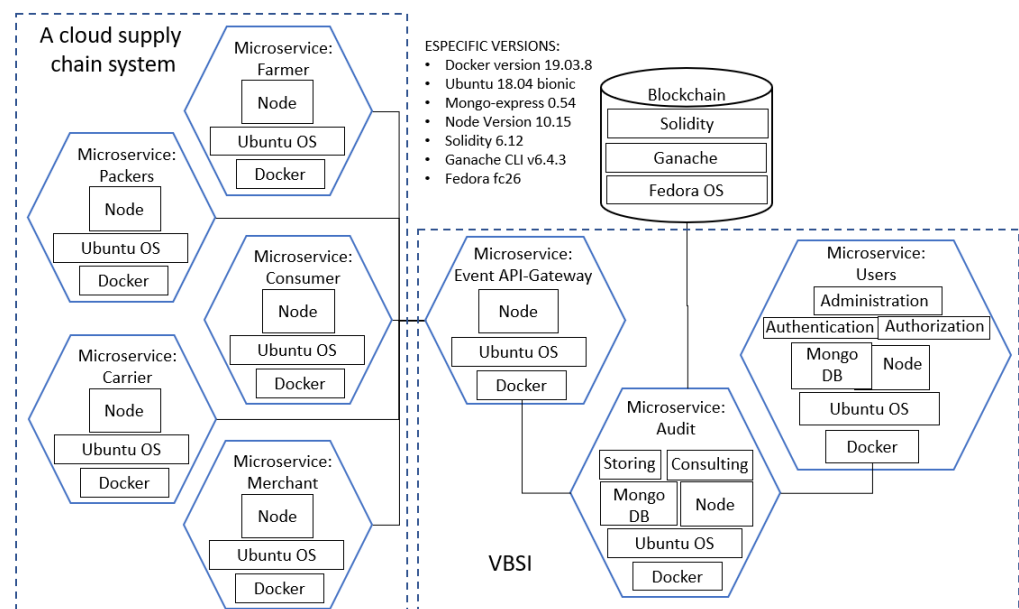 A cloud supply
chain system
Microservice:
Farmer
Node
Ubuntu OS
Docker
Microservice:
Packers
Node
Ubuntu OS
Docker
Microservice:
Consumer
Node
Ubuntu OS
Docker
Microservice:
Carrier
Node
Ubuntu OS
Docker
Microservice:
Merchant
Node
Ubuntu OS
Docker
ESPECIFIC VERSIONS:
• Docker version 19.03.8
• Ubuntu 18.04 bionic
• Mongo-express 0.54
• Node Version 10.15
• Solidity 6.12
• Ganache CLI v6.4.3
• Fedora fc26
Blockchain
Solidity
Ganache
Fedora OS
Microservice:
Event API-Gateway
Node
Ubuntu OS
Docker
Microservice:
Audit
Storing
Consulting
Mongo
DB
Node
Ubuntu OS
Docker
Microservice:
Users
Administration
Authentication
Authorization
Mongo
DB
Node
Ubuntu OS
Docker
VBSI